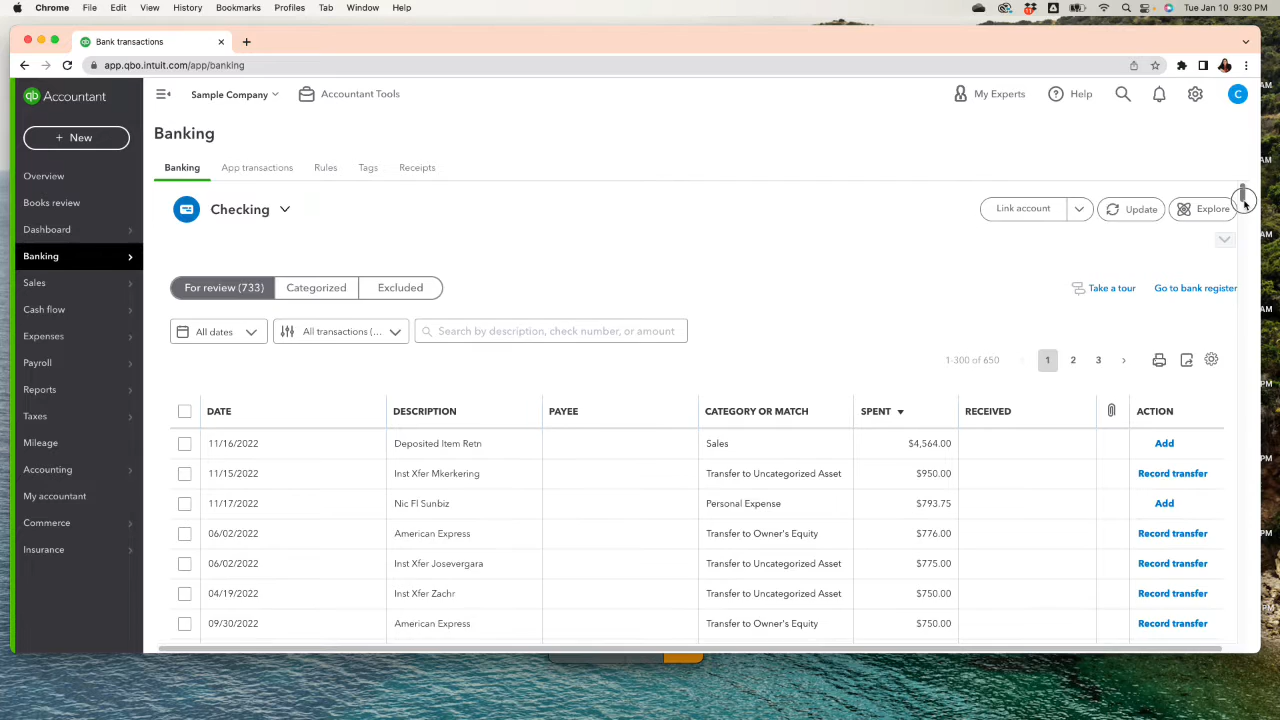 Chrome File Edit View History Bookmarks Profiles Tab Window Help Tue Jan 10 9:30 PM
Bank transactions
app.qbo.intuit.com/app/banking
qb Accountant
Sample Company Accountant Tools My Experts Help C
+ New
Banking
Overview
Books review
Dashboard
Banking
Sales
Cash flow
Expenses
Payroll
Reports
Taxes
Mileage
Accounting
My accountant
Commerce
Insurance
Banking App transactions Rules Tags Receipts
Checking Link account Update Explore
For review (733) Categorized Excluded Take a tour Go to bank register
All dates All transactions (... Search by description, check number, or amount
1-300 of 650 1 2 3
DATE DESCRIPTION PAYEE CATEGORY OR MATCH SPENT RECEIVED ACTION
11/16/2022 Deposited Item Retn Sales $4,564.00 Add
11/15/2022 Inst Xfer Mkerkering Transfer to Uncategorized Asset $950.00 Record transfer
11/17/2022 Nic Fl Sunbiz Personal Expense $793.75 Add
06/02/2022 American Express Transfer to Owner's Equity $776.00 Record transfer
06/02/2022 Inst Xfer Josevergara Transfer to Uncategorized Asset $775.00 Record transfer
04/19/2022 Inst Xfer Zachr Transfer to Uncategorized Asset $750.00 Record transfer
09/30/2022 American Express Transfer to Owner's Equity $750.00 Record transfer
AM
AM
AM
AM
PM
PM
PM
PM